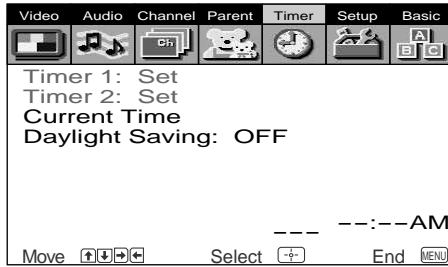 Video Audio Channel Parent Timer Setup Basic
Ch A B C
Timer 1: Set
Timer 2: Set
Current Time
Daylight Saving: OFF
___ --:--AM
Move Select End MENU